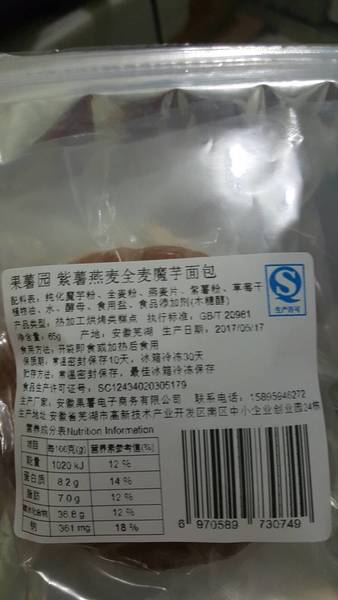 果薯园 紫薯燕麦全麦魔芋面包
配料表：纯化魔芋粉、全麦粉、燕麦片、紫薯粉、草莓干
植物油、水、酵母、食用盐、食品添加剂(木糖醇)
产品类型：热加工烘烤类糕点 执行标准：GB/T 20981
净含量：65g 产地：安徽芜湖 生产日期：2017/05/17
食用方法：开袋即食或加热后食用
保质期：常温密封保存10天，冰箱冷冻30天
贮存方法：常温密封保存，最佳冰箱冷冻保存
食品生产许可证号：SC12434020305179
生产厂家：安徽果薯电子商务有限公司 联系电话：15895946272
生产地址：安徽省芜湖市高新技术产业开发区南区中小企业创业园24栋
营养成分表Nutrition Information
项目 每100克(g) 营养素参考值(%)
能量 1020 kJ 12 %
蛋白质 8.2 g 14 %
脂肪 7.0 g 12 %
碳水化合物 36.8 g 12 %
钠 361 mg 18 %
S
生产许可
6 970589 730749